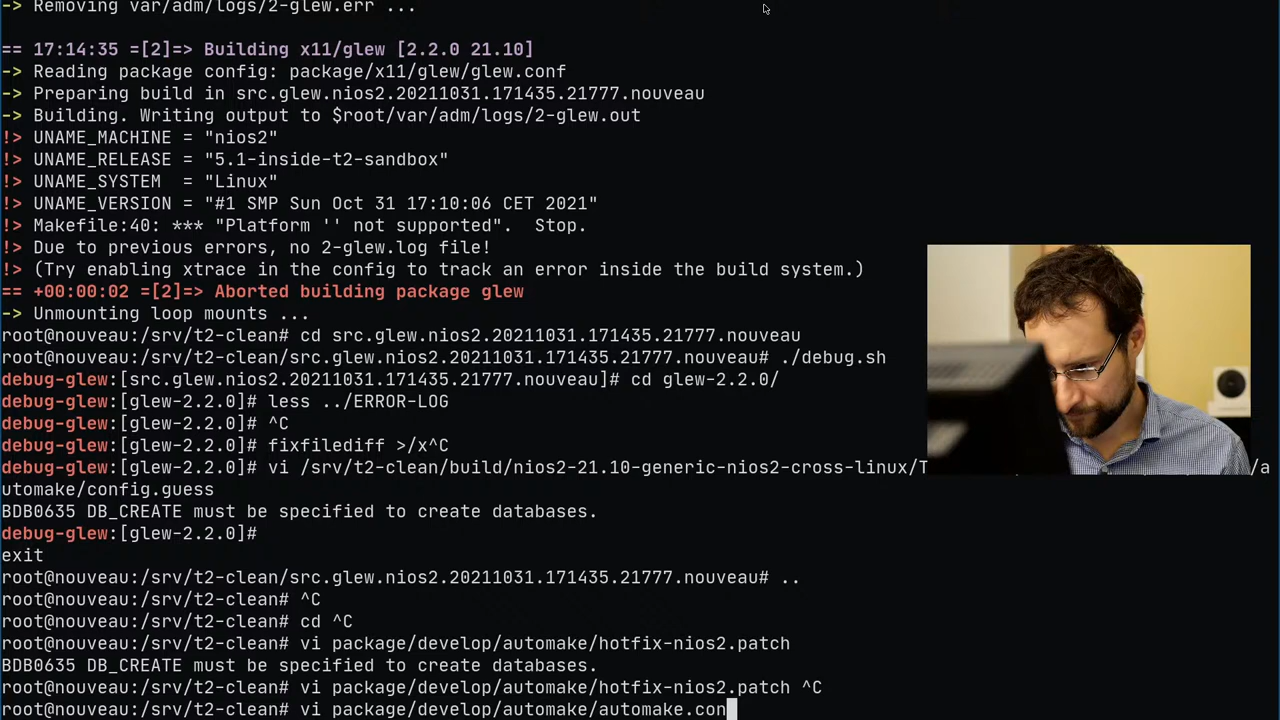 -> Removing var/adm/logs/2-glew.err ...
== 17:14:35 =[2]=> Building x11/glew [2.2.0 21.10]
-> Reading package config: package/x11/glew/glew.conf
-> Preparing build in src.glew.nios2.20211031.171435.21777.nouveau
-> Building. Writing output to $root/var/adm/logs/2-glew.out
!> UNAME_MACHINE = "nios2"
!> UNAME_RELEASE = "5.1-inside-t2-sandbox"
!> UNAME_SYSTEM  = "Linux"
!> UNAME_VERSION = "#1 SMP Sun Oct 31 17:10:06 CET 2021"
!> Makefile:40: *** "Platform '' not supported".  Stop.
!> Due to previous errors, no 2-glew.log file!
!> (Try enabling xtrace in the config to track an error inside the build system.)
== +00:00:02 =[2]=> Aborted building package glew
-> Unmounting loop mounts ...
root@nouveau:/srv/t2-clean# cd src.glew.nios2.20211031.171435.21777.nouveau
root@nouveau:/srv/t2-clean/src.glew.nios2.20211031.171435.21777.nouveau# ./debug.sh
debug-glew:[src.glew.nios2.20211031.171435.21777.nouveau]# cd glew-2.2.0/
debug-glew:[glew-2.2.0]# less ../ERROR-LOG
debug-glew:[glew-2.2.0]# ^C
debug-glew:[glew-2.2.0]# fixfilediff >/x^C
debug-glew:[glew-2.2.0]# vi /srv/t2-clean/build/nios2-21.10-generic-nios2-cross-linux/T /a
utomake/config.guess
BDB0635 DB_CREATE must be specified to create databases.
debug-glew:[glew-2.2.0]#
exit
root@nouveau:/srv/t2-clean/src.glew.nios2.20211031.171435.21777.nouveau# ..
root@nouveau:/srv/t2-clean# ^C
root@nouveau:/srv/t2-clean# cd ^C
root@nouveau:/srv/t2-clean# vi package/develop/automake/hotfix-nios2.patch
BDB0635 DB_CREATE must be specified to create databases.
root@nouveau:/srv/t2-clean# vi package/develop/automake/hotfix-nios2.patch ^C
root@nouveau:/srv/t2-clean# vi package/develop/automake/automake.con